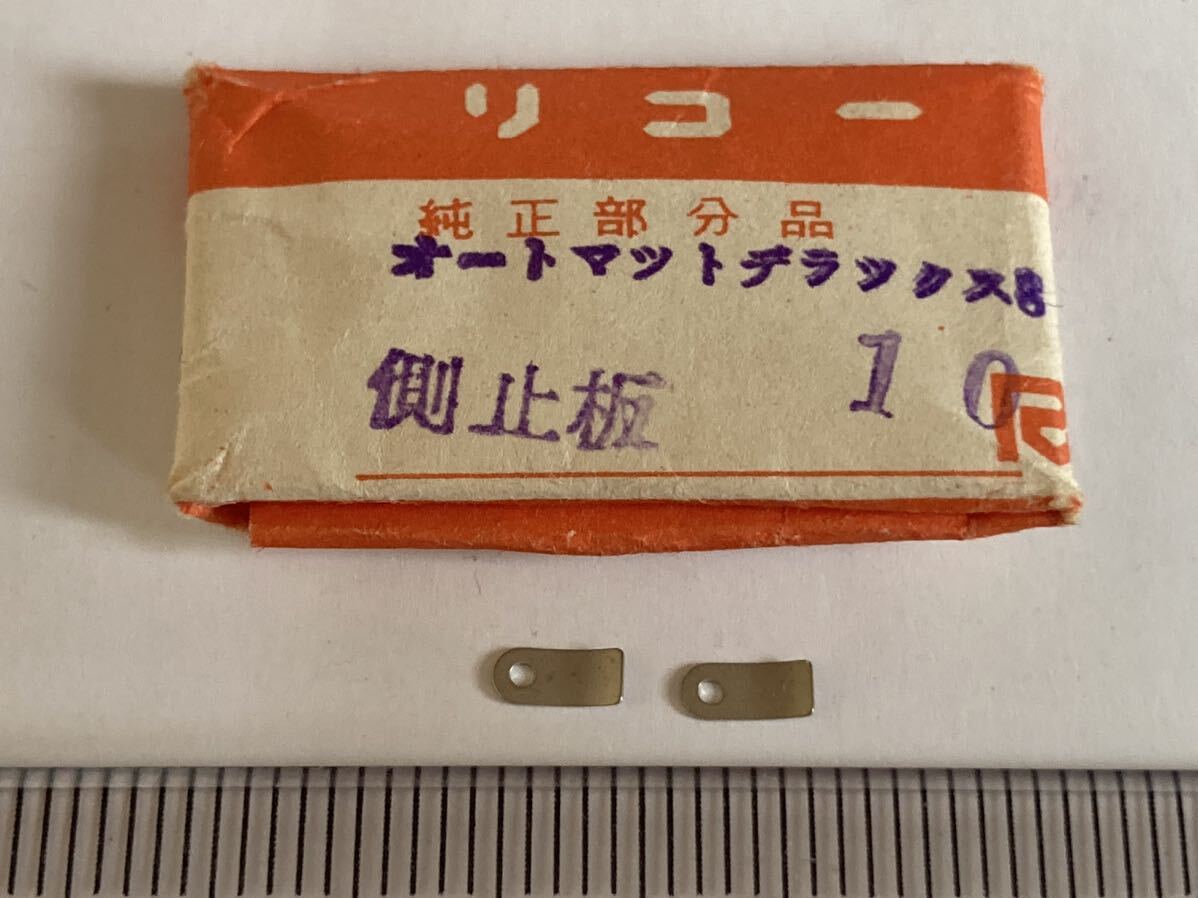 リコー
純正部分品
オートマットデラックス8
側止板 10